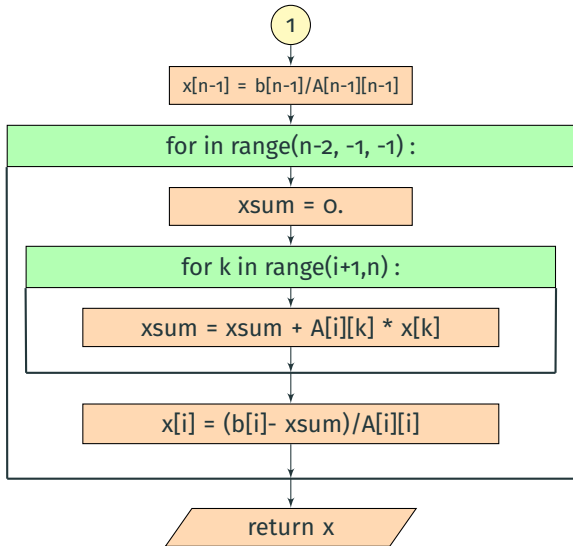 1
x[n-1] = b[n-1]/A[n-1][n-1]
for in range(n-2, -1, -1) :
xsum = 0.
for k in range(i+1,n) :
xsum = xsum + A[i][k] * x[k]
x[i] = (b[i]- xsum)/A[i][i]
return x